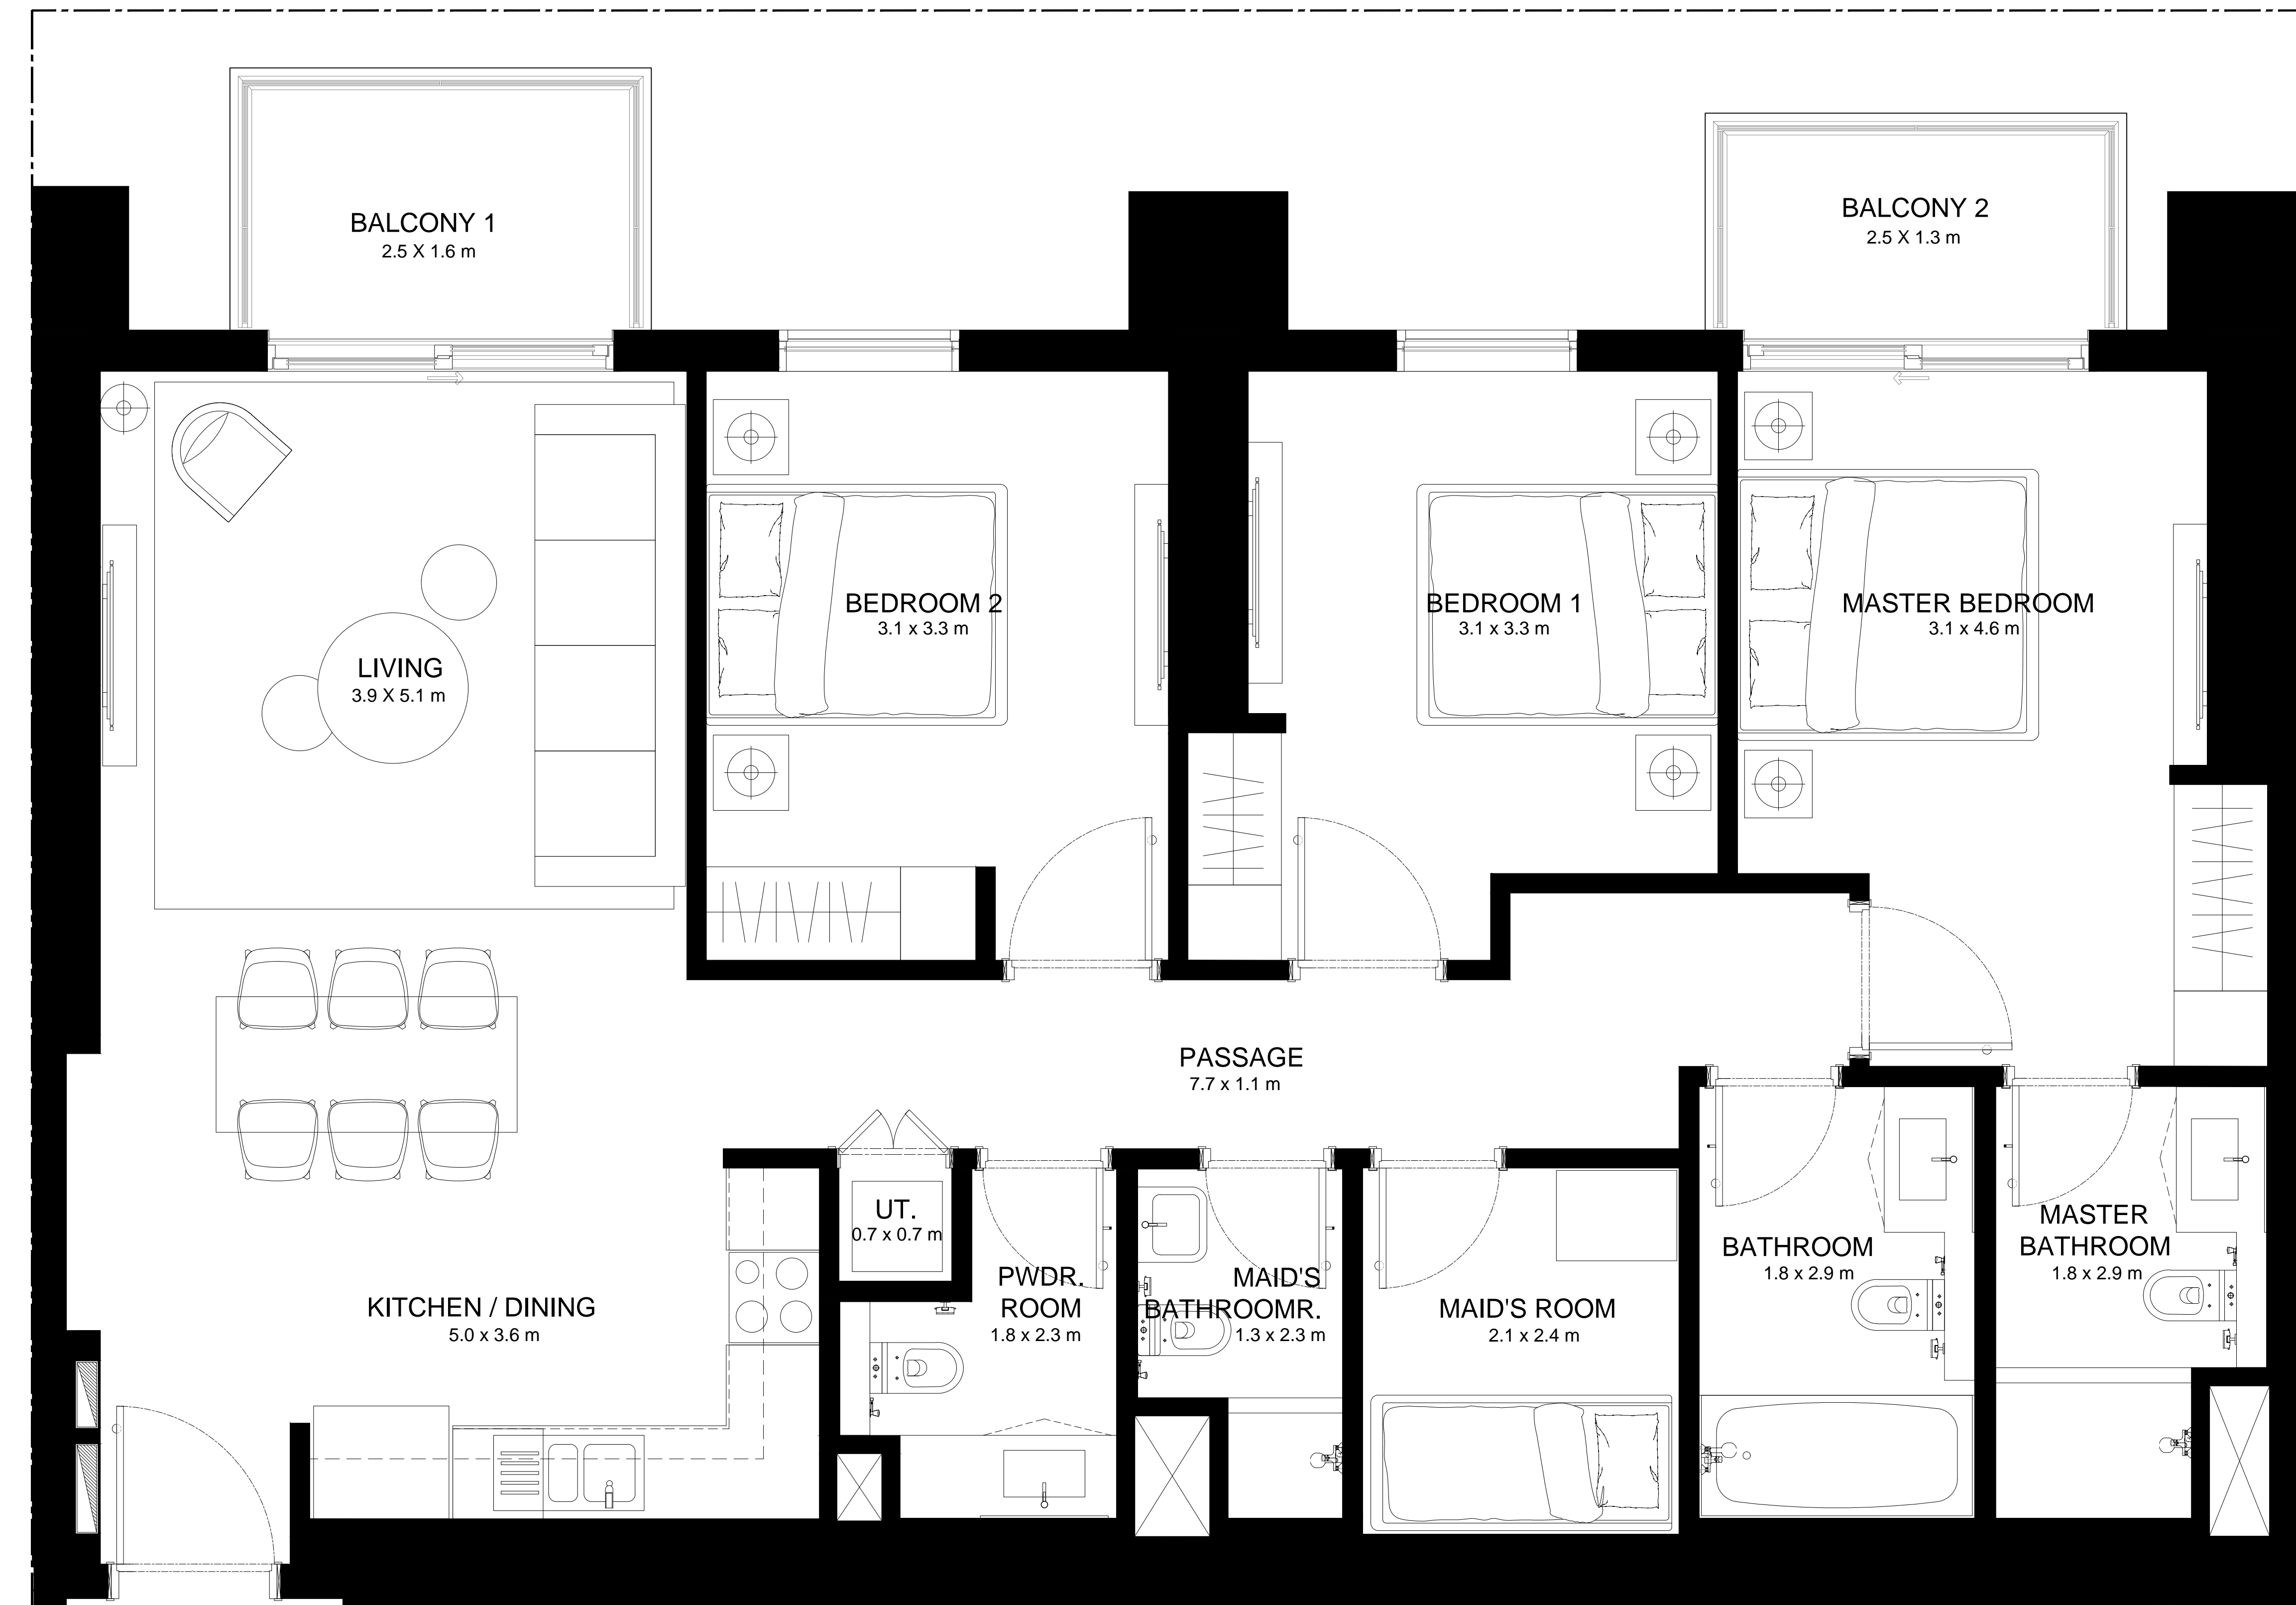 BALCONY 1
2.5 X 1.6 m
BALCONY 2
2.5 X 1.3 m
BEDROOM 2
3.1 x 3.3 m
BEDROOM 1
3.1 x 3.3 m
MASTER BEDROOM
3.1 x 4.6 m
LIVING
3.9 X 5.1 m
PASSAGE
7.7 x 1.1 m
UT.
0.7 x 0.7 m
KITCHEN / DINING
5.0 x 3.6 m
PWDR.
ROOM
1.8 x 2.3 m
MAID'S
BATHROOMR.
1.3 x 2.3 m
MAID'S ROOM
2.1 x 2.4 m
BATHROOM
1.8 x 2.9 m
MASTER
BATHROOM
1.8 x 2.9 m